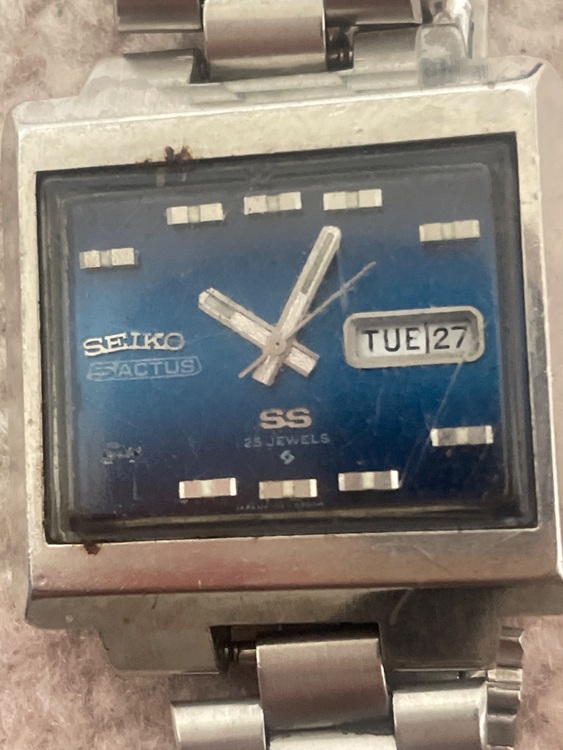 SEIKO
5 ACTUS
TUE 27
SS
25 JEWELS